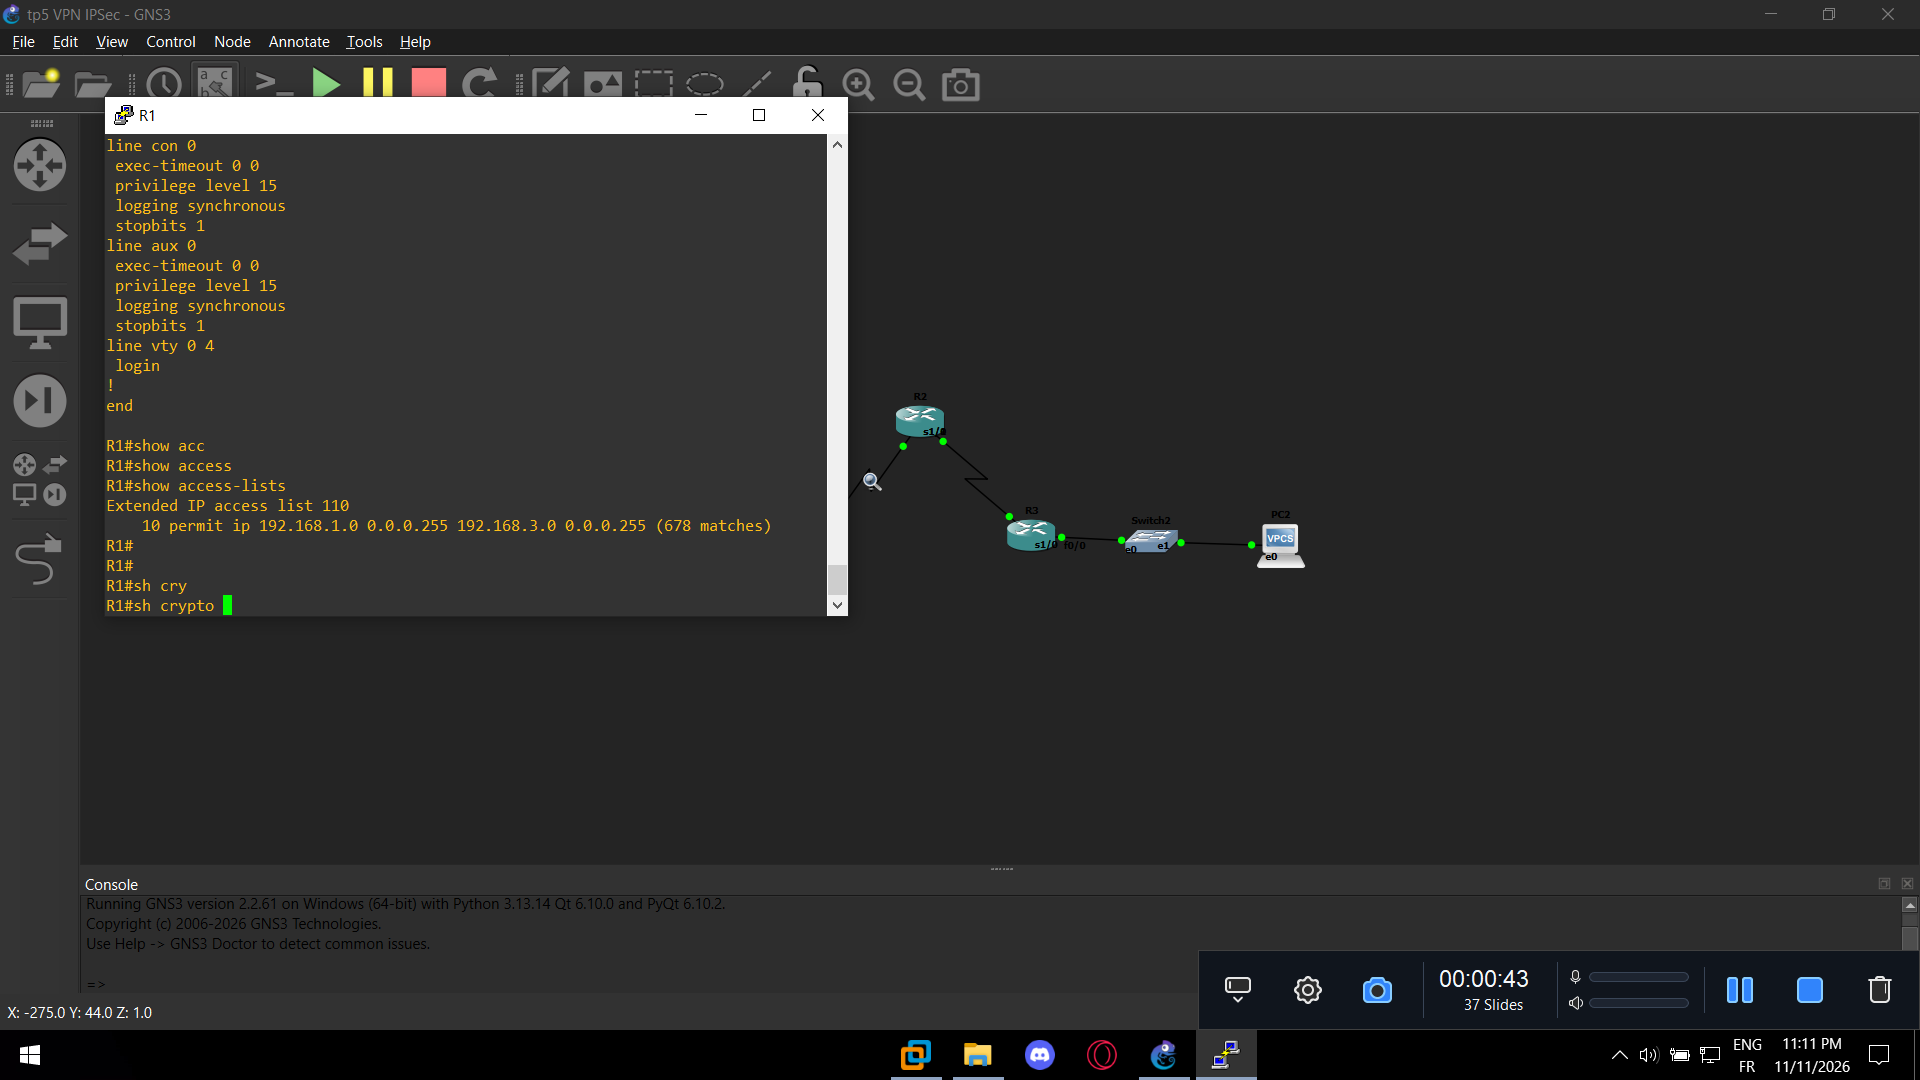 tp5 VPN IPSec - GNS3
File Edit View Control Node Annotate Tools Help
R1
line con 0
 exec-timeout 0 0
 privilege level 15
 logging synchronous
 stopbits 1
line aux 0
 exec-timeout 0 0
 privilege level 15
 logging synchronous
 stopbits 1
line vty 0 4
 login
!
end
R1#show acc
R1#show access
R1#show access-lists
Extended IP access list 110
    10 permit ip 192.168.1.0 0.0.0.255 192.168.3.0 0.0.0.255 (678 matches)
R1#
R1#
R1#sh cry
R1#sh crypto
R2
R3
s1/0 f0/0
Switch2
e0 e1
PC2
VPCS
e0
Console
Running GNS3 version 2.2.61 on Windows (64-bit) with Python 3.13.14 Qt 6.10.0 and PyQt 6.10.2.
Copyright (c) 2006-2026 GNS3 Technologies.
Use Help -> GNS3 Doctor to detect common issues.
=>
00:00:43
37 Slides
X: -275.0 Y: 44.0 Z: 1.0
ENG
FR
11:11 PM
11/11/2026